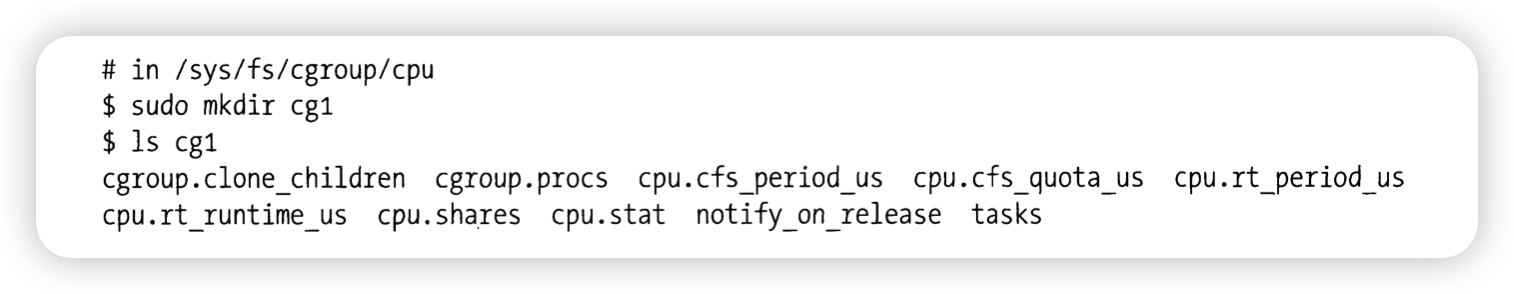 # in /sys/fs/cgroup/cpu
$ sudo mkdir cg1
$ ls cg1
cgroup.clone_children  cgroup.procs  cpu.cfs_period_us  cpu.cfs_quota_us  cpu.rt_period_us
cpu.rt_runtime_us  cpu.shares  cpu.stat  notify_on_release  tasks